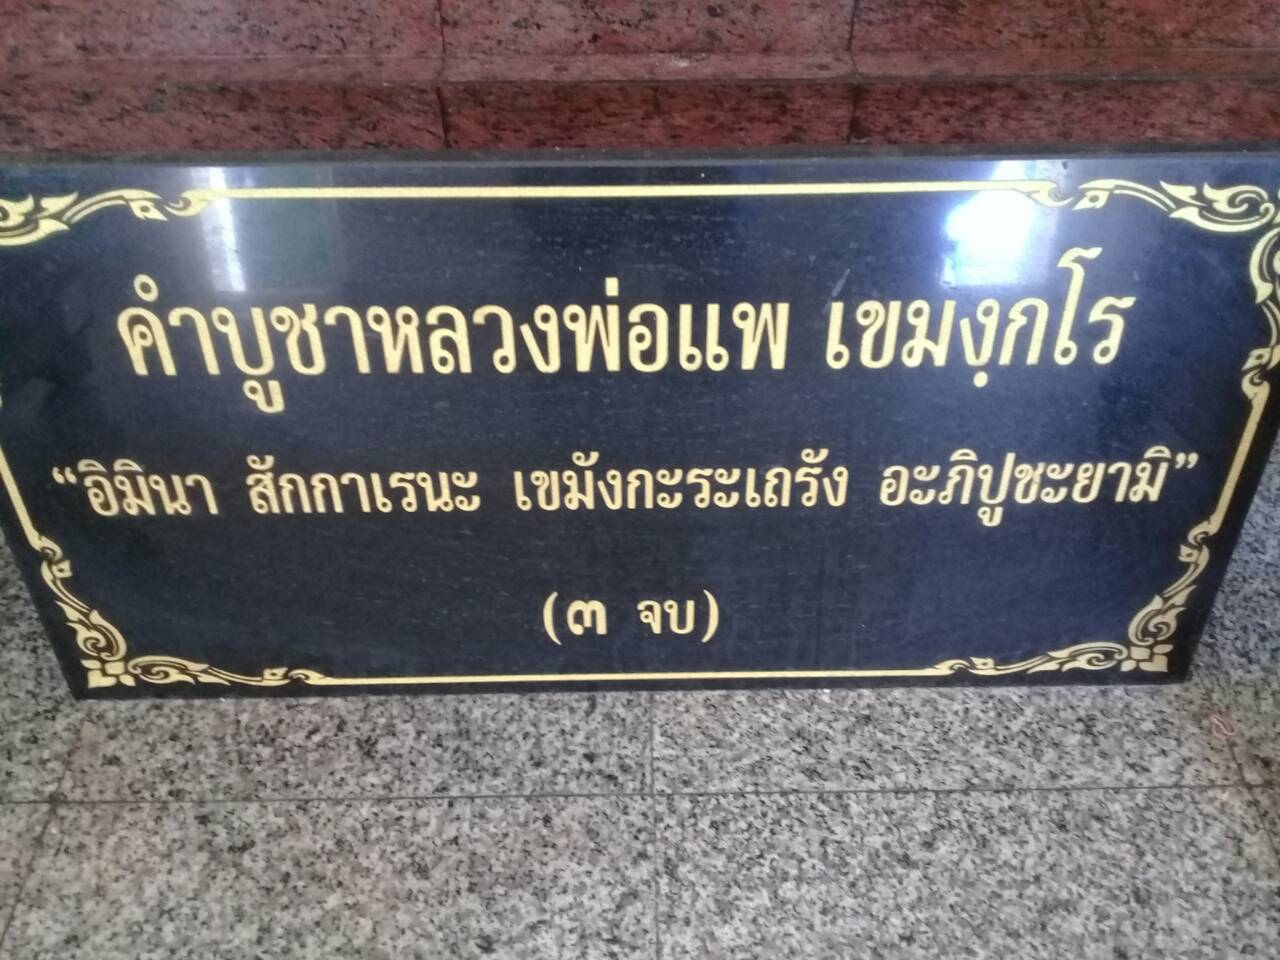 คำบูชาหลวงพ่อแพ เขมงฺกโร
“อิมินา สักกาเรนะ เขมังกะระเถรัง อะภิปูชะยามิ”
(๓ จบ)